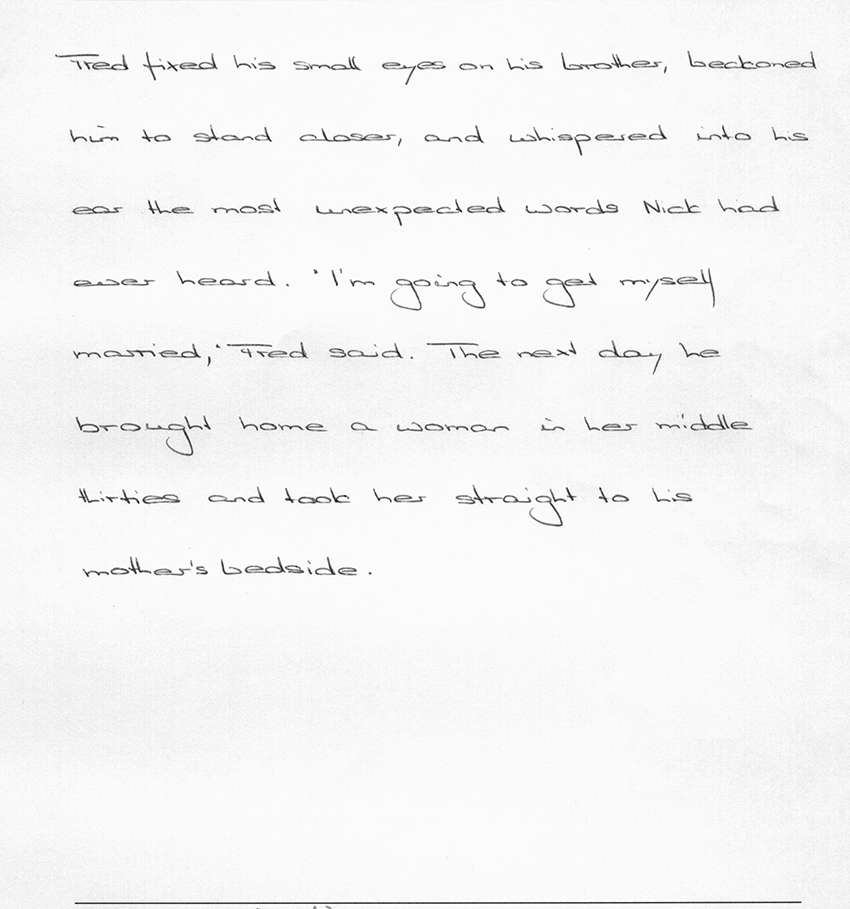 Fred fixed his small eyes on his brother, beckoned
him to stand closer, and whispered into his
ear the most unexpected words Nick had
ever heard. 'I'm going to get myself
married,' Fred said. The next day he
brought home a woman in her middle
thirties and took her straight to his
mother's bedside.